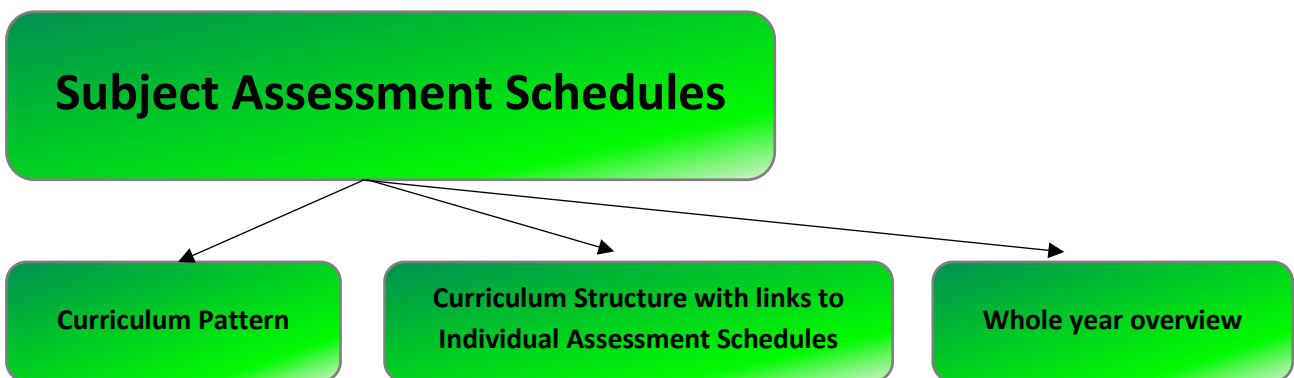 Subject Assessment Schedules
Curriculum Pattern
Curriculum Structure with links to
Individual Assessment Schedules
Whole year overview